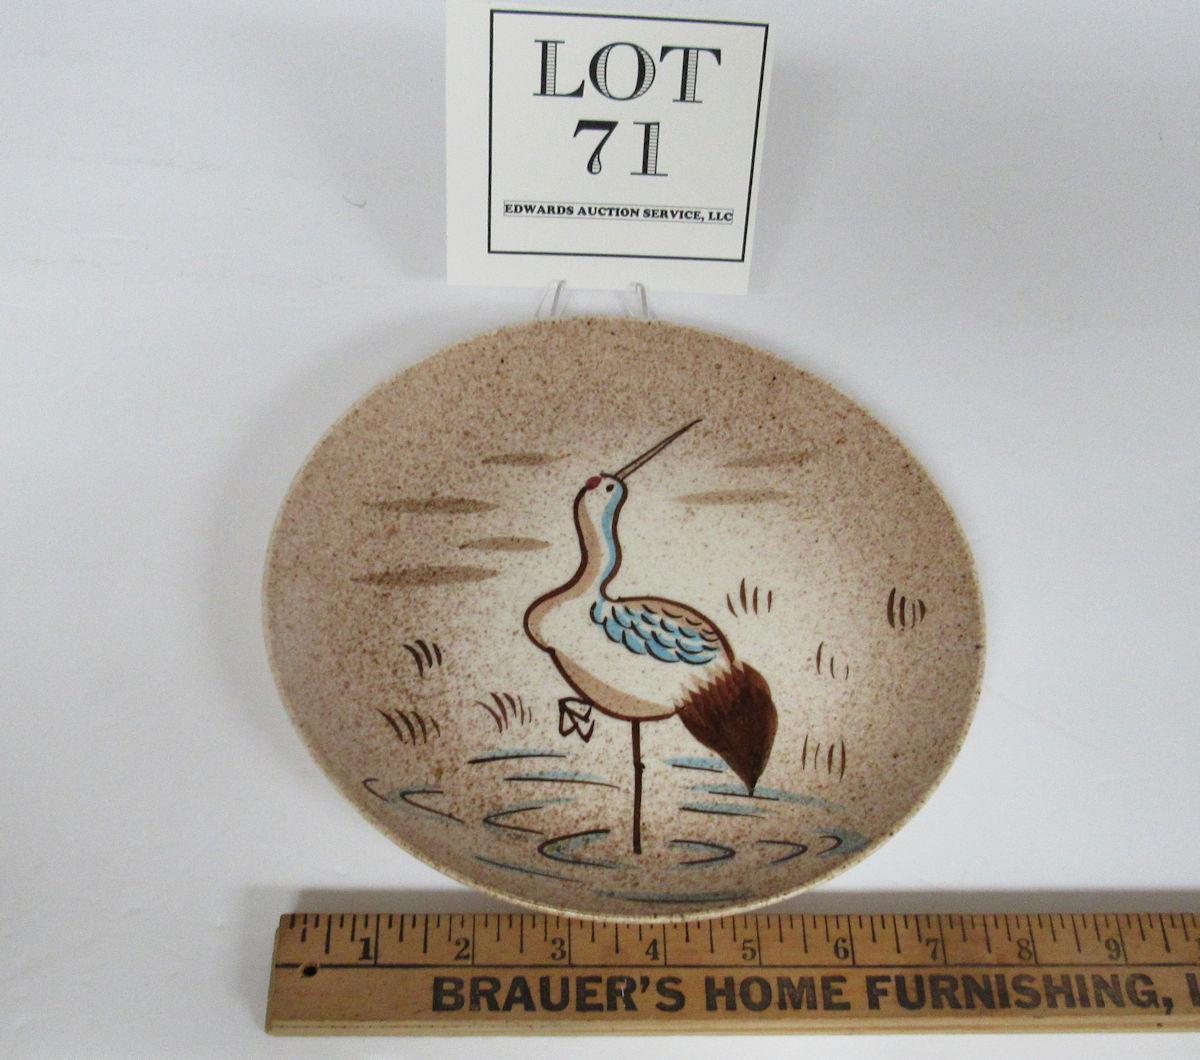 LOT
71
EDWARDS AUCTION SERVICE, LLC
1 2 3 4 5 6 7 8 9
BRAUER'S HOME FURNISHING,